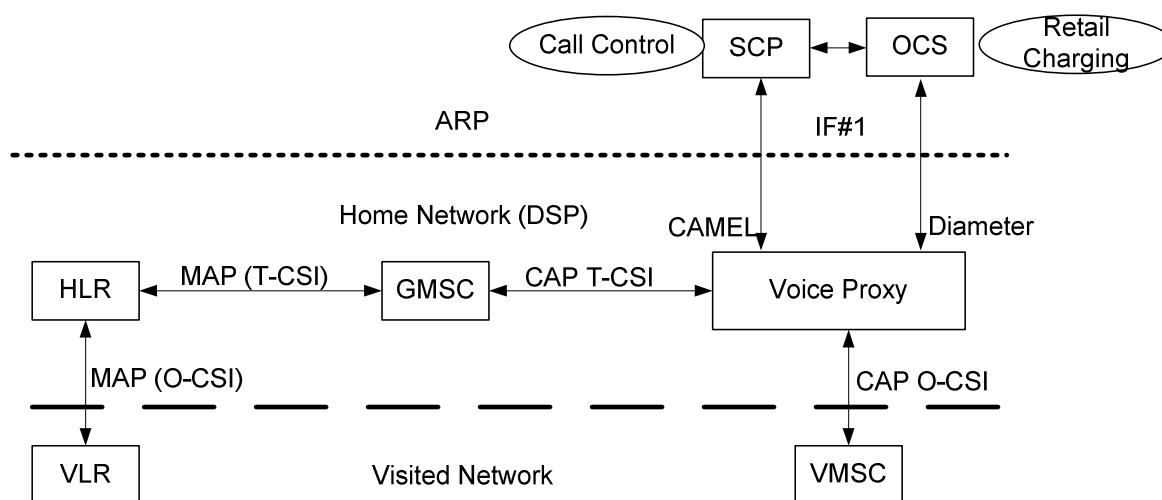 Call Control
SCP
OCS
Retail
Charging
ARP
IF#1
Home Network (DSP)
CAMEL
Diameter
HLR
MAP (T-CSI)
GMSC
CAP T-CSI
Voice Proxy
MAP (O-CSI)
CAP O-CSI
VLR
Visited Network
VMSC